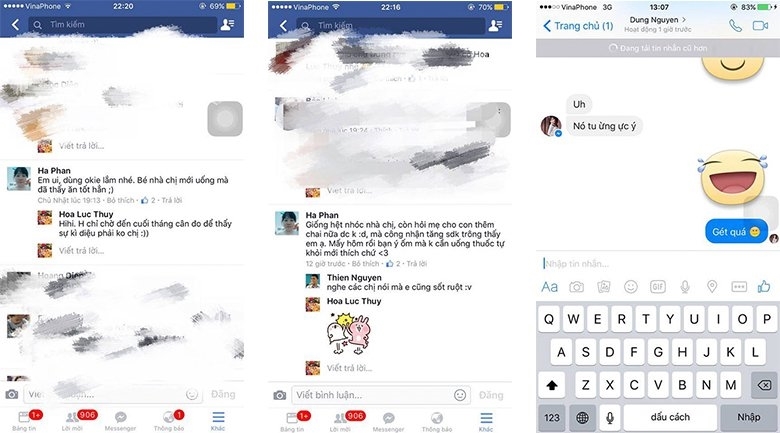 VinaPhone
22:20
69%
Tìm kiếm
Viết trả lời...
Ha Phan
Em ui, dùng okie lắm nhé. Bé nhà chị mới uống mà
đã thấy ăn tốt hẳn ;)
Chủ Nhật lúc 19:13 · Bỏ thích · 2 · Trả lời
Hoa Luc Thuy
Hihi. H chỉ chờ đến cuối tháng cân đo để thấy
sự kì diệu phải ko chị :))
Viết trả lời...
Viết bình luận...
Đăng
1+
906
1
Bảng tin
Lời mời
Messenger
Thông báo
Khác
VinaPhone
22:16
70%
Tìm kiếm
Hoa
Viết trả lời...
Ha Phan
Giống hệt nhóc nhà chị, còn hỏi mẹ cho con thêm
chai nữa dc k :d, mà công nhận tăng sdk trông thấy
em ạ. Mấy hôm rồi bạn ý ốm mà k cần uống thuốc tự
khỏi mới thích chứ <3
12 giờ trước · Bỏ thích · 2 · Trả lời
Thien Nguyen
nghe các chị nói mà e cũng sốt ruột :v
Hoa Luc Thuy
Viết trả lời...
Viết bình luận...
Đăng
1+
906
Bảng tin
Lời mời
Messenger
Thông báo
Khác
VinaPhone 3G
13:07
83%
Trang chủ (1)
Dung Nguyen
Hoạt động 1 giờ trước
Đang tải tin nhắn cũ hơn
Uh
Nó tu ừng ực ý
Gét quá
Nhập tin nhắn...
Aa
GIF
Q W E R T Y U I O P
A S D F G H J K L
Z X C V B N M
123
dấu cách
Nhập